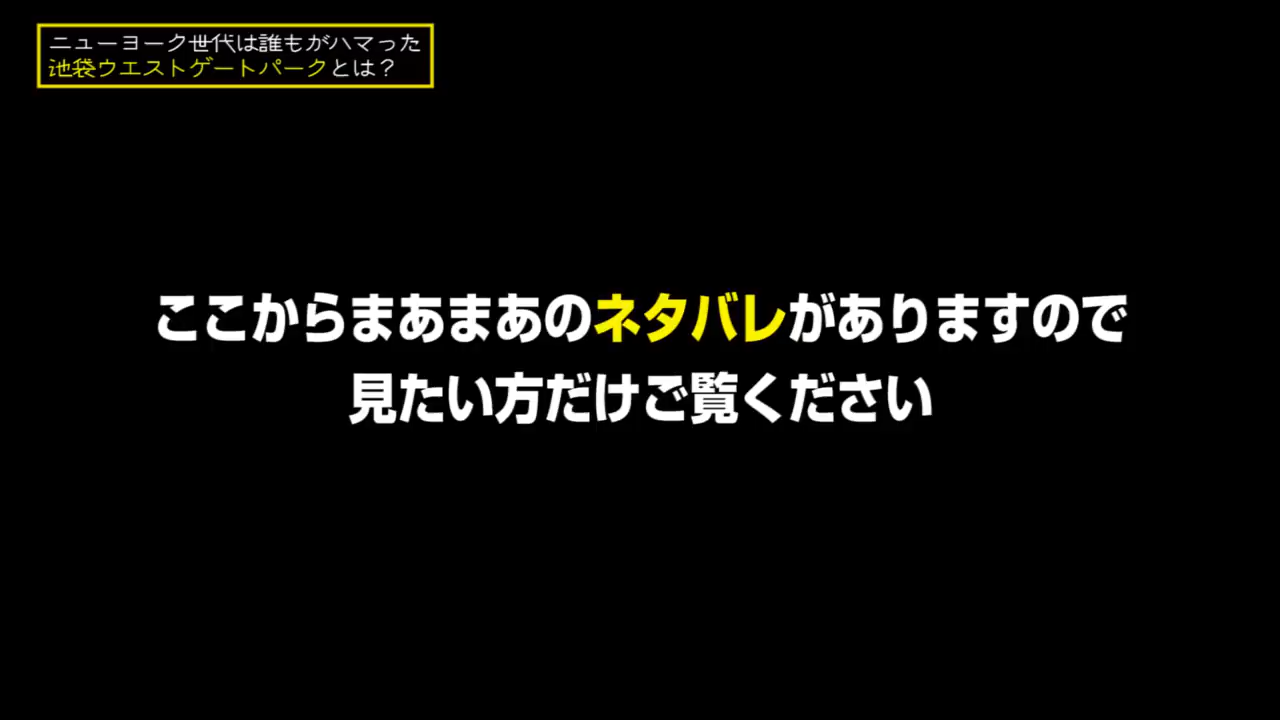 ニューヨーク世代は誰もがハマった
池袋ウエストゲートパークとは？
ここからまあまあのネタバレがありますので
見たい方だけご覧ください